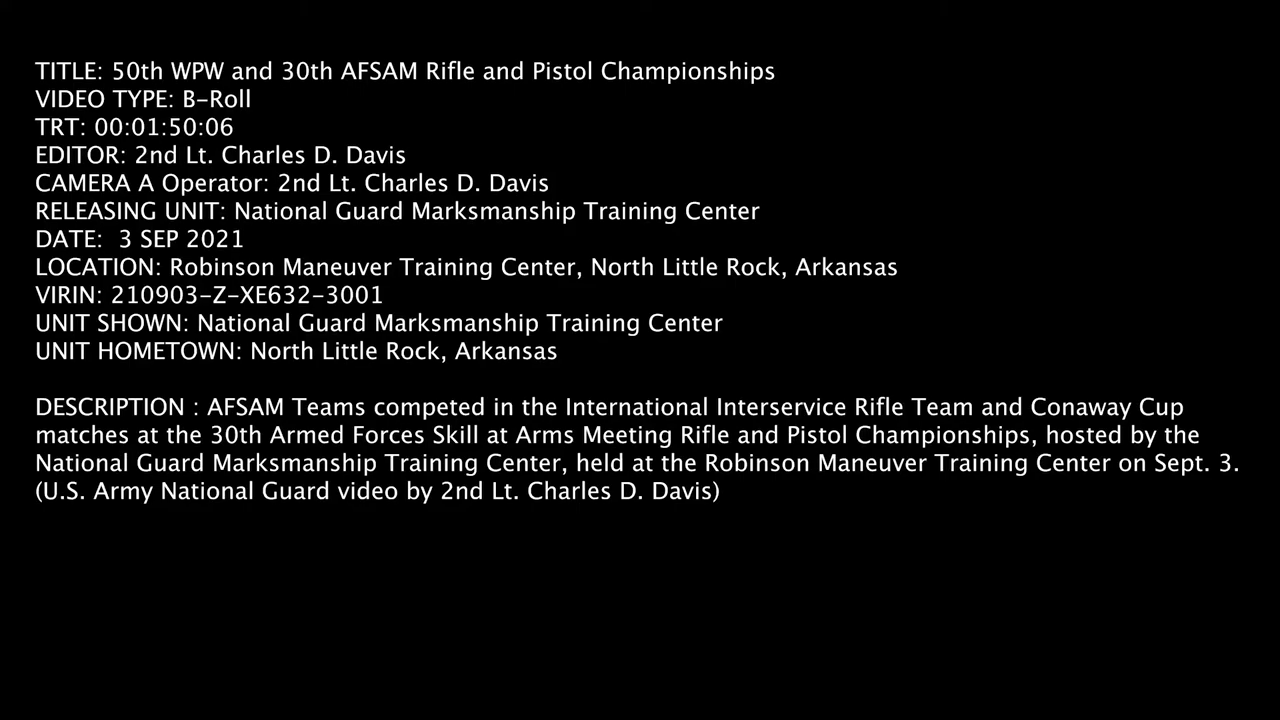 TITLE: 50th WPW and 30th AFSAM Rifle and Pistol Championships
VIDEO TYPE: B-Roll
TRT: 00:01:50:06
EDITOR: 2nd Lt. Charles D. Davis
CAMERA A Operator: 2nd Lt. Charles D. Davis
RELEASING UNIT: National Guard Marksmanship Training Center
DATE:  3 SEP 2021
LOCATION: Robinson Maneuver Training Center, North Little Rock, Arkansas
VIRIN: 210903-Z-XE632-3001
UNIT SHOWN: National Guard Marksmanship Training Center
UNIT HOMETOWN: North Little Rock, Arkansas
DESCRIPTION : AFSAM Teams competed in the International Interservice Rifle Team and Conaway Cup
matches at the 30th Armed Forces Skill at Arms Meeting Rifle and Pistol Championships, hosted by the
National Guard Marksmanship Training Center, held at the Robinson Maneuver Training Center on Sept. 3.
(U.S. Army National Guard video by 2nd Lt. Charles D. Davis)